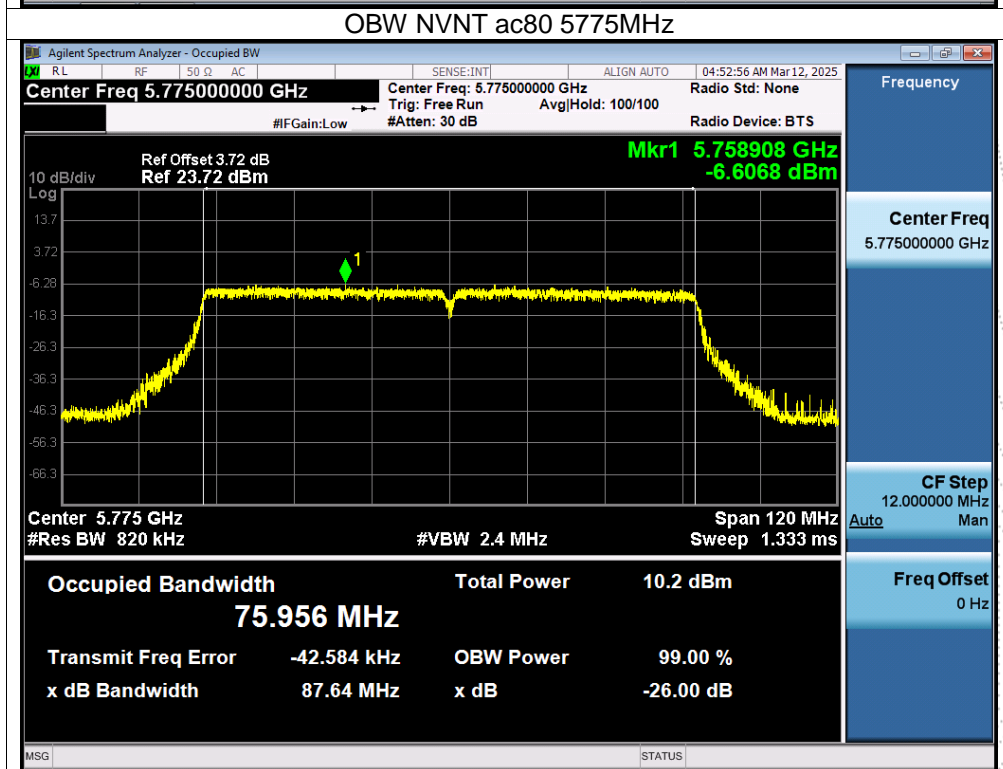 OBW NVNT ac80 5775MHz
Agilent Spectrum Analyzer - Occupied BW
LXI RL RF 50 Ω AC SENSE:INT ALIGN AUTO 04:52:56 AM Mar 12, 2025
Center Freq 5.775000000 GHz Center Freq: 5.775000000 GHz Radio Std: None
Trig: Free Run Avg|Hold: 100/100
#IFGain:Low #Atten: 30 dB Radio Device: BTS
Frequency
Mkr1 5.758908 GHz
-6.6068 dBm
Ref Offset 3.72 dB
10 dB/div Ref 23.72 dBm
Log
13.7
3.72
-6.28
-16.3
-26.3
-36.3
-46.3
-56.3
-66.3
1
Center 5.775 GHz Span 120 MHz
#Res BW 820 kHz #VBW 2.4 MHz Sweep 1.333 ms
Center Freq
5.775000000 GHz
CF Step
12.000000 MHz
Auto Man
Freq Offset
0 Hz
Occupied Bandwidth Total Power 10.2 dBm
75.956 MHz
Transmit Freq Error -42.584 kHz OBW Power 99.00 %
x dB Bandwidth 87.64 MHz x dB -26.00 dB
MSG STATUS